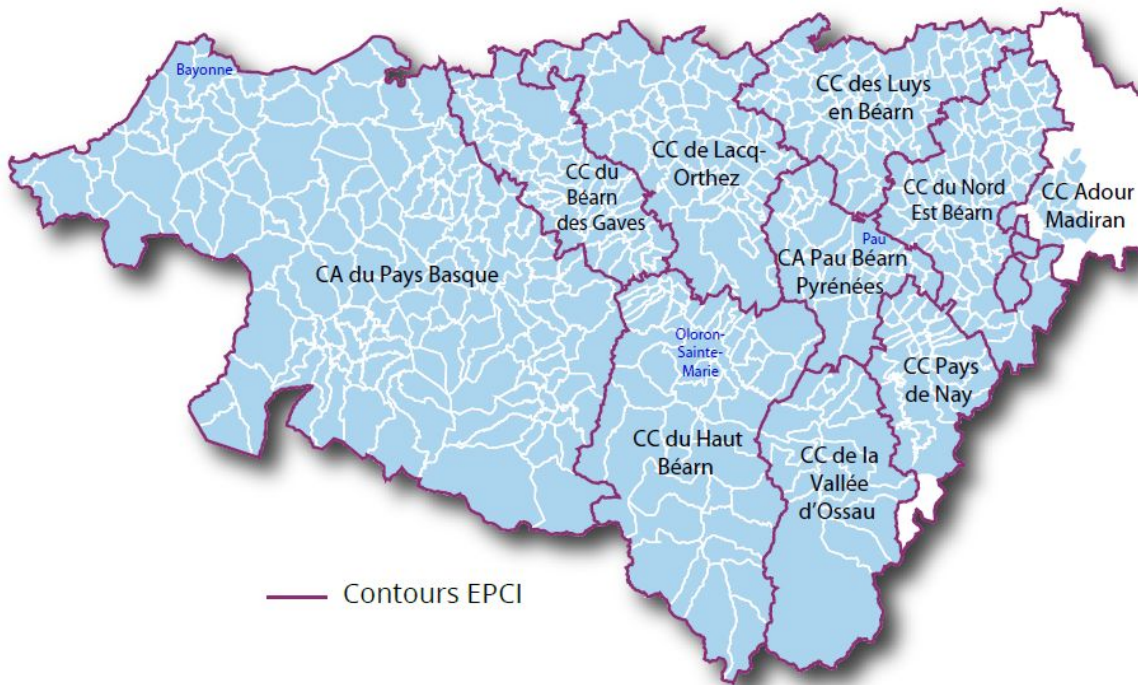 Bayonne
CC des Luys
en Béarn
CC de Lacq-
Orthez
CC du
Béarn
des Gaves
CC du Nord
Est Béarn
CC Adour
Madiran
Pau
CA Pau Béarn
Pyrénées
CA du Pays Basque
Oloron-
Sainte-
Marie
CC Pays
de Nay
CC du Haut
Béarn
CC de la
Vallée
d'Ossau
Contours EPCI